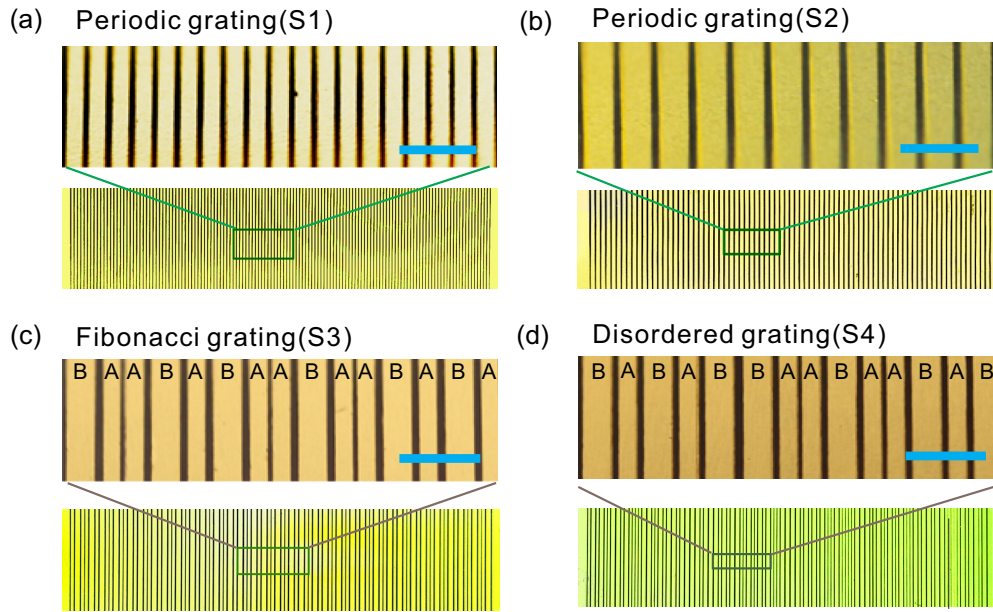 (a) Periodic grating(S1)
(b) Periodic grating(S2)
(c) Fibonacci grating(S3)
B A A B A B A A B A A B A B A
(d) Disordered grating(S4)
B A B A B B A B A A B A B